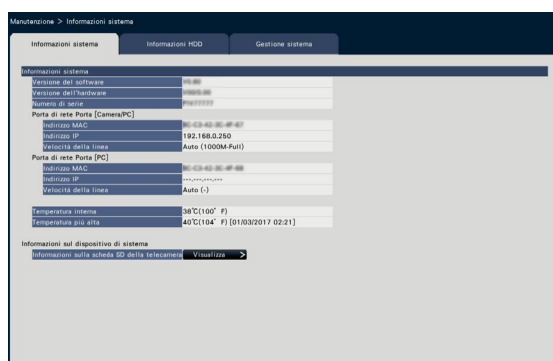 Manutenzione > Informazioni sistema
Informazioni sistema Informazioni HDD Gestione sistema
Informazioni sistema
Versione del software
Versione dell'hardware
Numero di serie
Porta di rete Porta [Camera/PC]
Indirizzo MAC
Indirizzo IP 192.168.0.250
Velocità della linea Auto (1000M-Full)
Porta di rete Porta [PC]
Indirizzo MAC
Indirizzo IP ---.---.---.---
Velocità della linea Auto (-)
Temperatura interna 38℃(100° F)
Temperatura più alta 40℃(104° F) [01/03/2017 02:21]
Informazioni sul dispositivo di sistema
Informazioni sulla scheda SD della telecamera Visualizza >